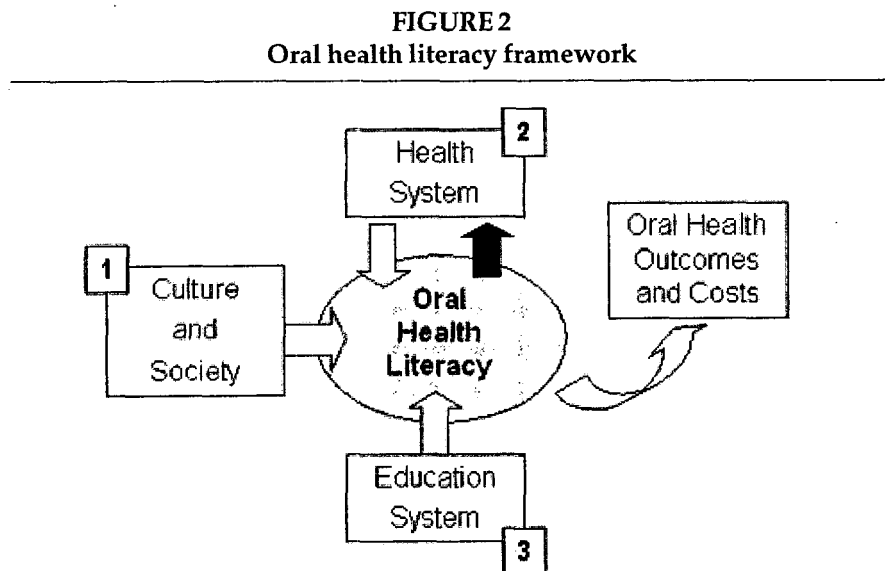 FIGURE 2
Oral health literacy framework
2
Health
System
Oral Health
Outcomes
and Costs
1
Culture
and
Society
Oral
Health
Literacy
Education
System
3